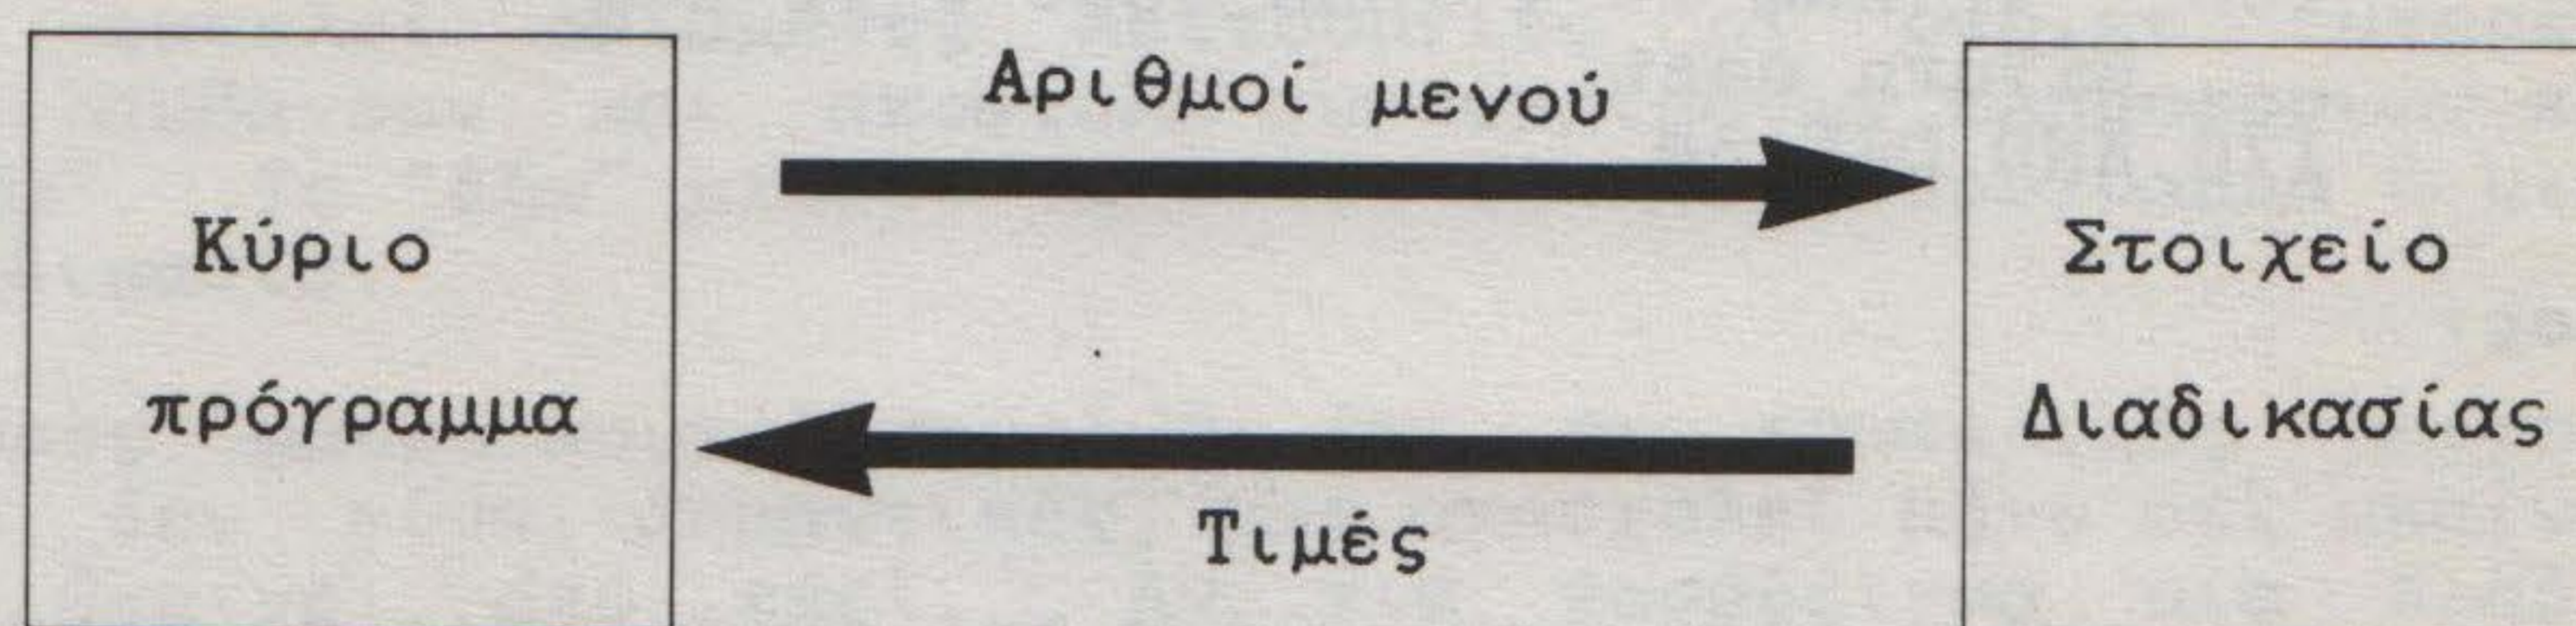 Αριθμοί μενού
Κύριο
πρόγραμμα
Στοιχείο
Διαδικασίας
Τιμές